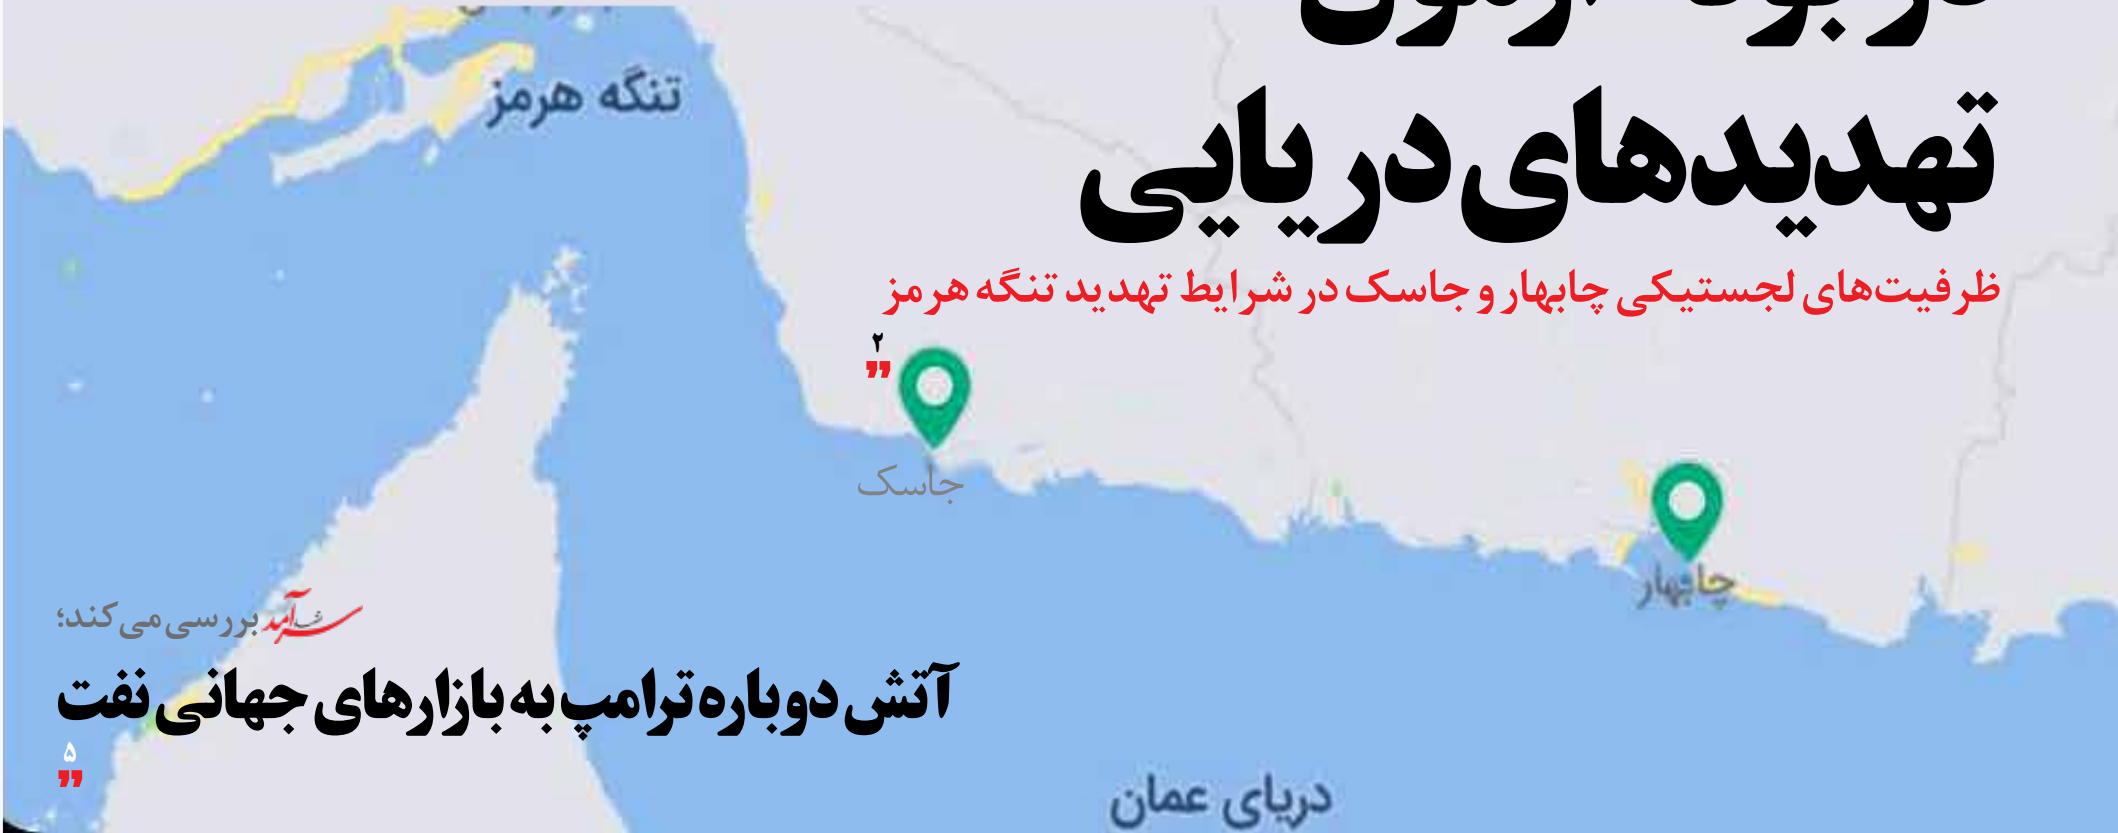 تنگه هرمز
تهدیدهای دریایی
ظرفیت‌های لجستیکی چابهار و جاسک در شرایط تهدید تنگه هرمز
۲
❞
جاسک
چابهار
سرآمد بررسی می‌کند؛
آتش دوباره ترامپ به بازارهای جهانی نفت
۵
❞
دریای عمان